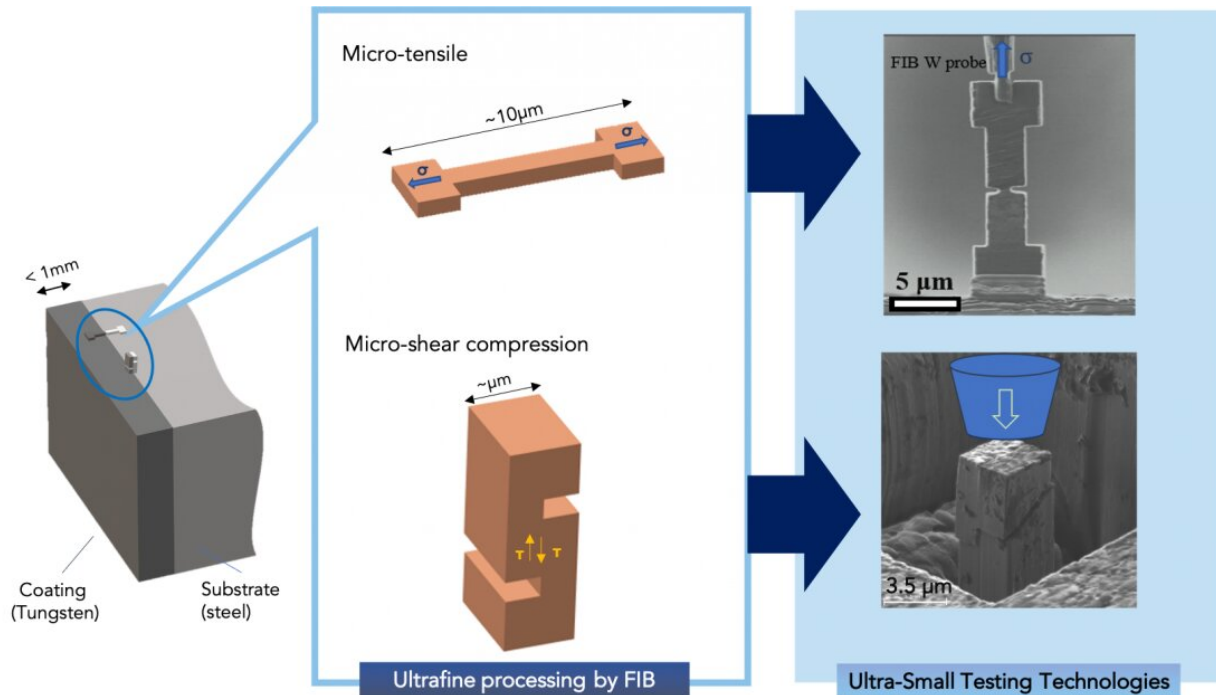 Micro-tensile
~10µm
σ
σ
Micro-shear compression
~µm
τ
τ
Ultrafine processing by FIB
< 1mm
Coating
(Tungsten)
Substrate
(steel)
FIB W probe
σ
5 µm
3.5 µm
Ultra-Small Testing Technologies